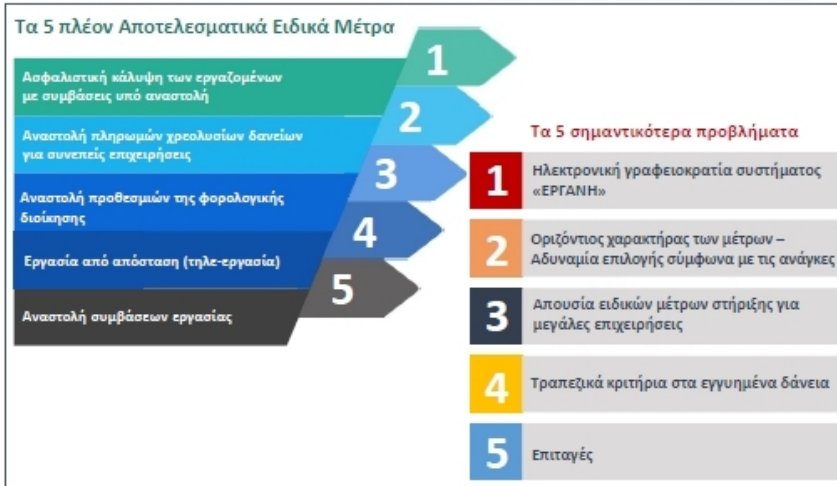 Τα 5 πλέον Αποτελεσματικά Ειδικά Μέτρα
1
Ασφαλιστική κάλυψη των εργαζομένων
με συμβάσεις υπό αναστολή
2
Αναστολή πληρωμών χρεολυσίων δανείων
για συνεπείς επιχειρήσεις
3
Αναστολή προθεσμιών της φορολογικής
διοίκησης
4
Εργασία από απόσταση (τηλε-εργασία)
5
Αναστολή συμβάσεων εργασίας
Τα 5 σημαντικότερα προβλήματα
1
Ηλεκτρονική γραφειοκρατία συστήματος
«ΕΡΓΑΝΗ»
2
Οριζόντιος χαρακτήρας των μέτρων –
Αδυναμία επιλογής σύμφωνα με τις ανάγκες
3
Απουσία ειδικών μέτρων στήριξης για
μεγάλες επιχειρήσεις
4
Τραπεζικά κριτήρια στα εγγυημένα δάνεια
5
Επιταγές